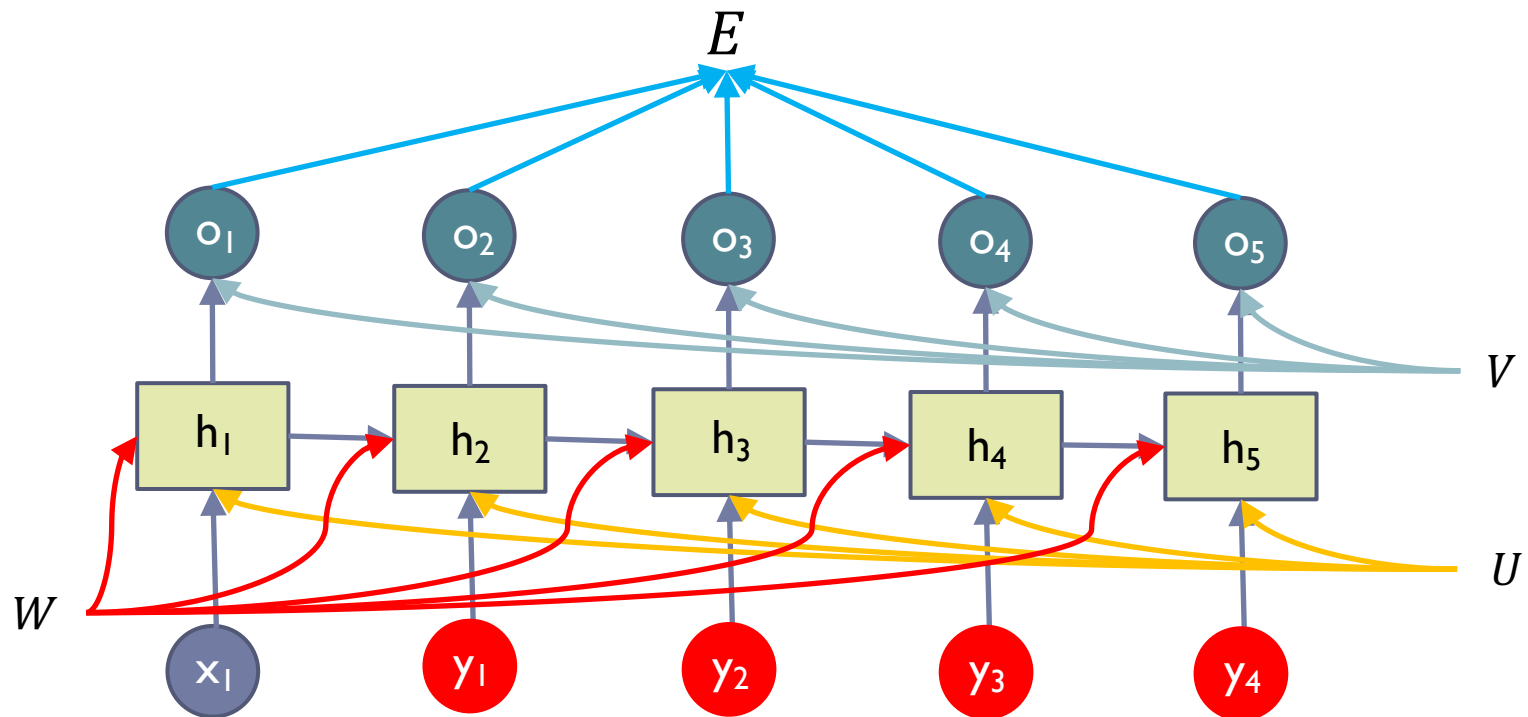 E
o₁ o₂ o₃ o₄ o₅
V
h₁ h₂ h₃ h₄ h₅
U
W
x₁ y₁ y₂ y₃ y₄